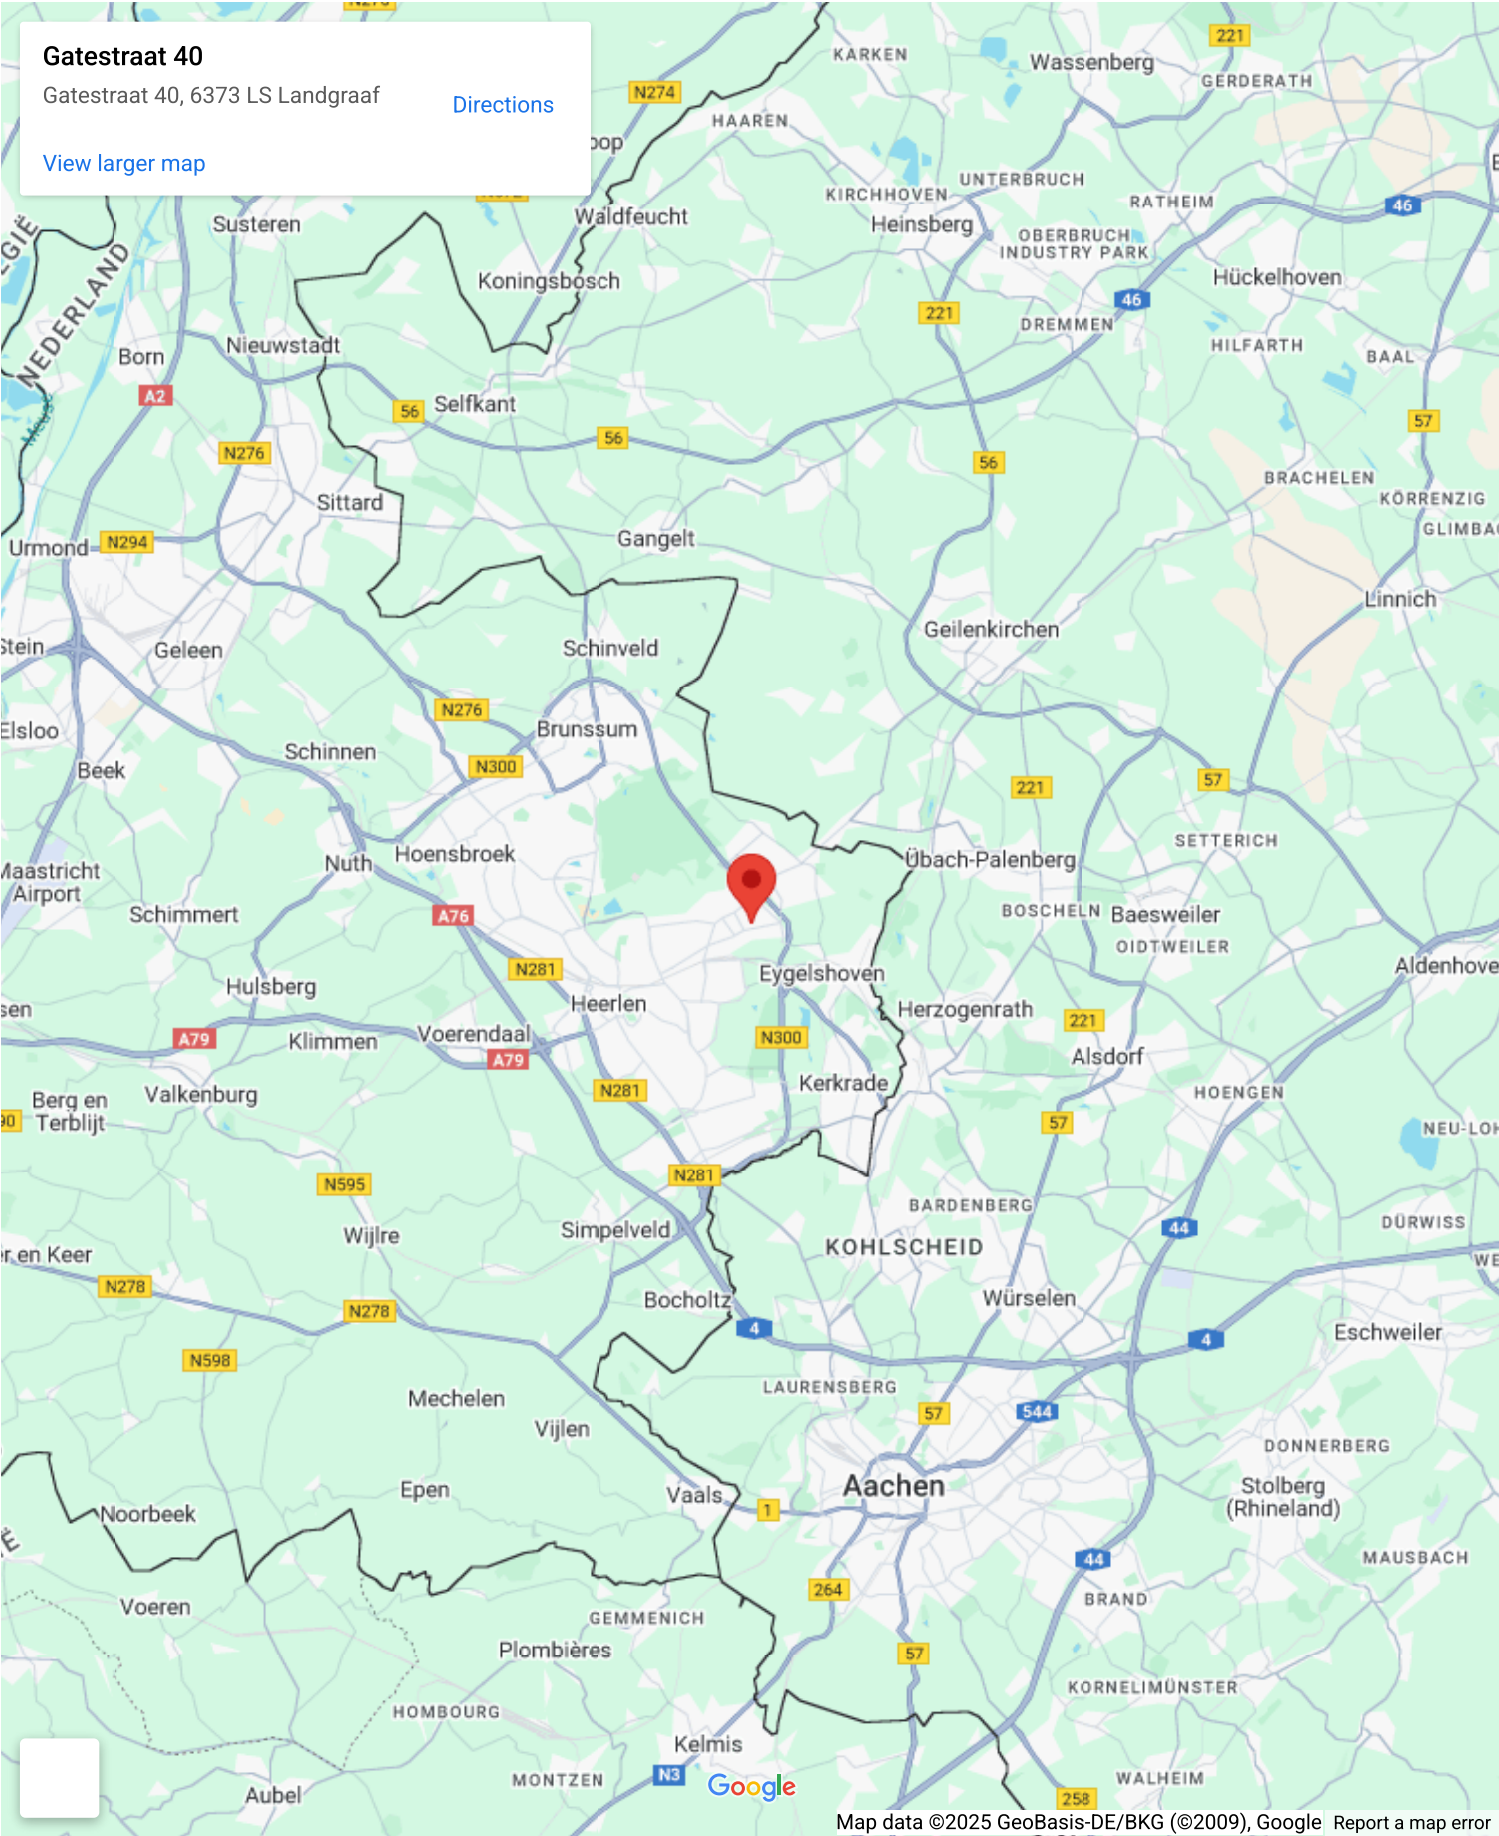 Gatestraat 40
Gatestraat 40, 6373 LS Landgraaf
Directions
View larger map
N274
KARKEN
221
Wassenberg
GERDERATH
HAAREN
UNTERBRUCH
KIRCHHOVEN
RATHEIM
46
Susteren
Waldfeucht
Heinsberg
OBERBRUCH
INDUSTRY PARK
NEDERLAND
Koningsbosch
Hückelhoven
46
221
DREMMEN
Born
Nieuwstadt
HILFARTH
BAAL
A2
Meuse
56
Selfkant
56
57
N276
56
BRACHELEN
Sittard
KÖRRENZIG
Urmond
N294
Gangelt
Linnich
Geilenkirchen
Stein
Geleen
Schinveld
N276
Elsloo
Brunssum
Schinnen
Beek
N300
221
57
SETTERICH
Nuth
Hoensbroek
Übach-Palenberg
Maastricht
Airport
Schimmert
A76
BOSCHELN
Baesweiler
OIDTWEILER
N281
Eygelshoven
Hulsberg
Heerlen
Herzogenrath
221
A79
Klimmen
Voerendaal
A79
N300
Alsdorf
Kerkrade
Berg en
Terblijt
Valkenburg
N281
HOENGEN
57
N281
N595
BARDENBERG
44
DÜRWISS
Wijlre
Simpelveld
KOHLSCHEID
N278
N278
Bocholtz
Würselen
4
4
Eschweiler
N598
LAURENSBERG
Mechelen
57
544
Vijlen
DONNERBERG
Epen
Vaals
Aachen
Stolberg
(Rhineland)
Noorbeek
1
44
MAUSBACH
264
BRAND
Voeren
GEMMENICH
Plombières
57
KORNELIMÜNSTER
HOMBOURG
Kelmis
N3
MONTZEN
Google
WALHEIM
Aubel
258
Map data ©2025 GeoBasis-DE/BKG (©2009), Google
Report a map error